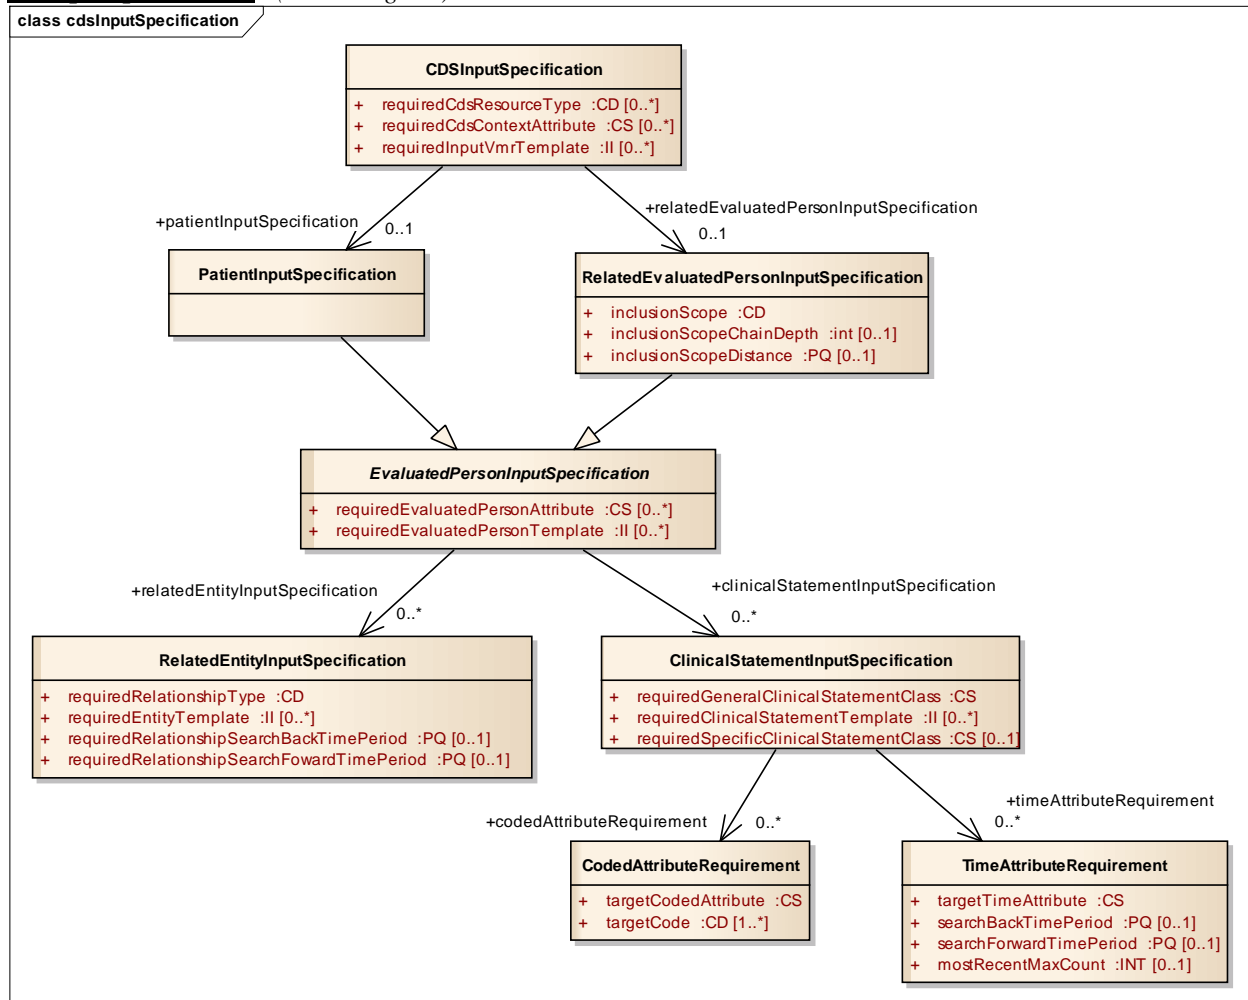 class cdsInputSpecification
CDSInputSpecification
+ requiredCdsResourceType :CD [0..*]
+ requiredCdsContextAttribute :CS [0..*]
+ requiredInputVmrTemplate :II [0..*]
+patientInputSpecification
0..1
+relatedEvaluatedPersonInputSpecification
0..1
PatientInputSpecification
RelatedEvaluatedPersonInputSpecification
+ inclusionScope :CD
+ inclusionScopeChainDepth :int [0..1]
+ inclusionScopeDistance :PQ [0..1]
EvaluatedPersonInputSpecification
+ requiredEvaluatedPersonAttribute :CS [0..*]
+ requiredEvaluatedPersonTemplate :II [0..*]
+relatedEntityInputSpecification
0..*
+clinicalStatementInputSpecification
0..*
RelatedEntityInputSpecification
+ requiredRelationshipType :CD
+ requiredEntityTemplate :II [0..*]
+ requiredRelationshipSearchBackTimePeriod :PQ [0..1]
+ requiredRelationshipSearchFowardTimePeriod :PQ [0..1]
ClinicalStatementInputSpecification
+ requiredGeneralClinicalStatementClass :CS
+ requiredClinicalStatementTemplate :II [0..*]
+ requiredSpecificClinicalStatementClass :CS [0..1]
+codedAttributeRequirement
0..*
+timeAttributeRequirement
0..*
CodedAttributeRequirement
+ targetCodedAttribute :CS
+ targetCode :CD [1..*]
TimeAttributeRequirement
+ targetTimeAttribute :CS
+ searchBackTimePeriod :PQ [0..1]
+ searchForwardTimePeriod :PQ [0..1]
+ mostRecentMaxCount :INT [0..1]